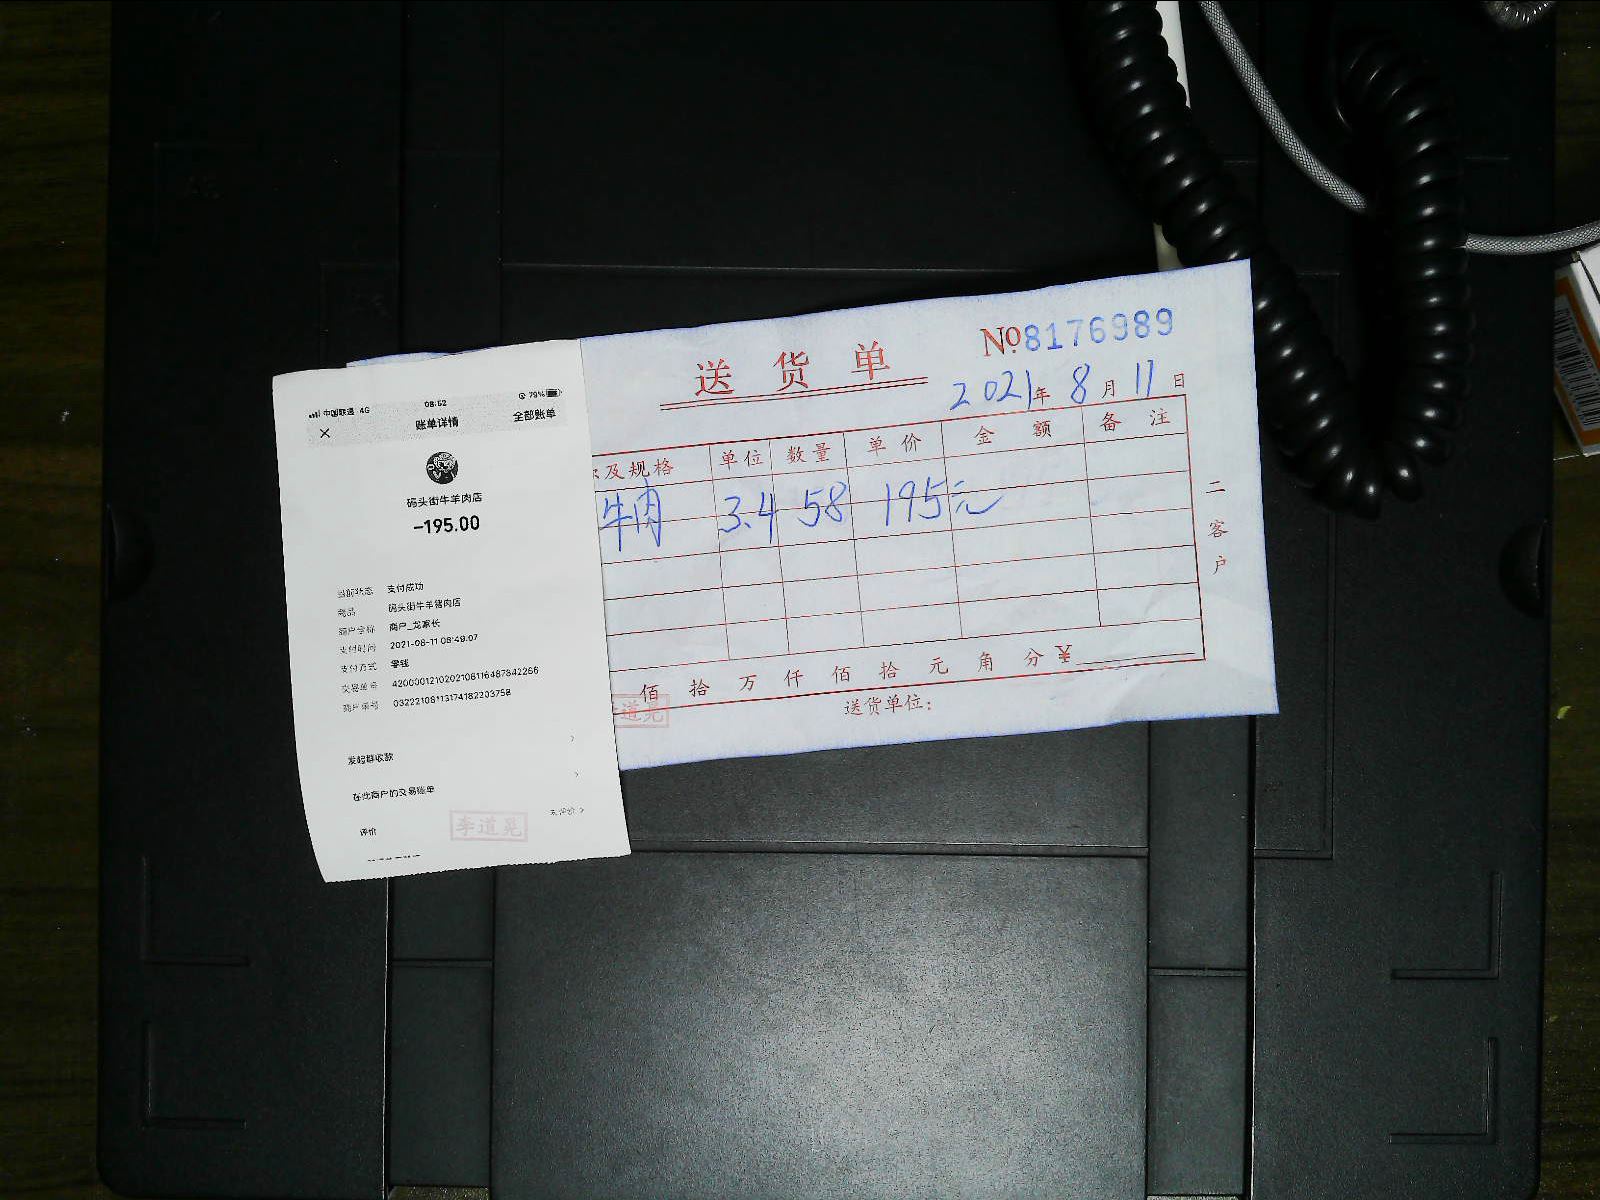 中国联通 4G 08:52 79%
× 账单详情 全部账单
码头街牛羊肉店
-195.00
当前状态 支付成功
商品 码头街牛羊猪肉店
商户全称 商户_龙家长
支付时间 2021-08-11 08:49:07
支付方式 零钱
交易单号 4200001210202108116487842266
商户单号 03222108113174182203758
发起群收款
在此商户的交易账单
评价 未评价
李道晃
送货单
№8176989
2021年8月11日
及规格 单位 数量 单价 金额 备注
牛肉 3.4 58 195元
佰拾万仟佰拾元角分¥
道晃
送货单位:
二客户